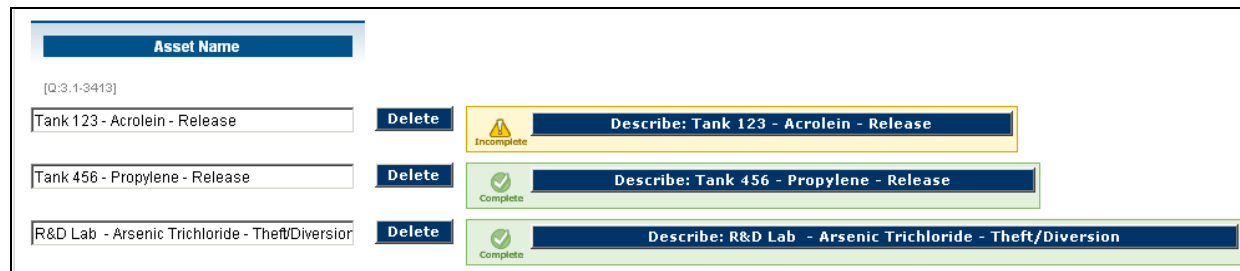 Asset Name
[Q:3.1-3413]
Tank 123 - Acrolein - Release Delete Incomplete Describe: Tank 123 - Acrolein - Release
Tank 456 - Propylene - Release Delete Complete Describe: Tank 456 - Propylene - Release
R&D Lab  - Arsenic Trichloride - Theft/Diversion Delete Complete Describe: R&D Lab  - Arsenic Trichloride - Theft/Diversion